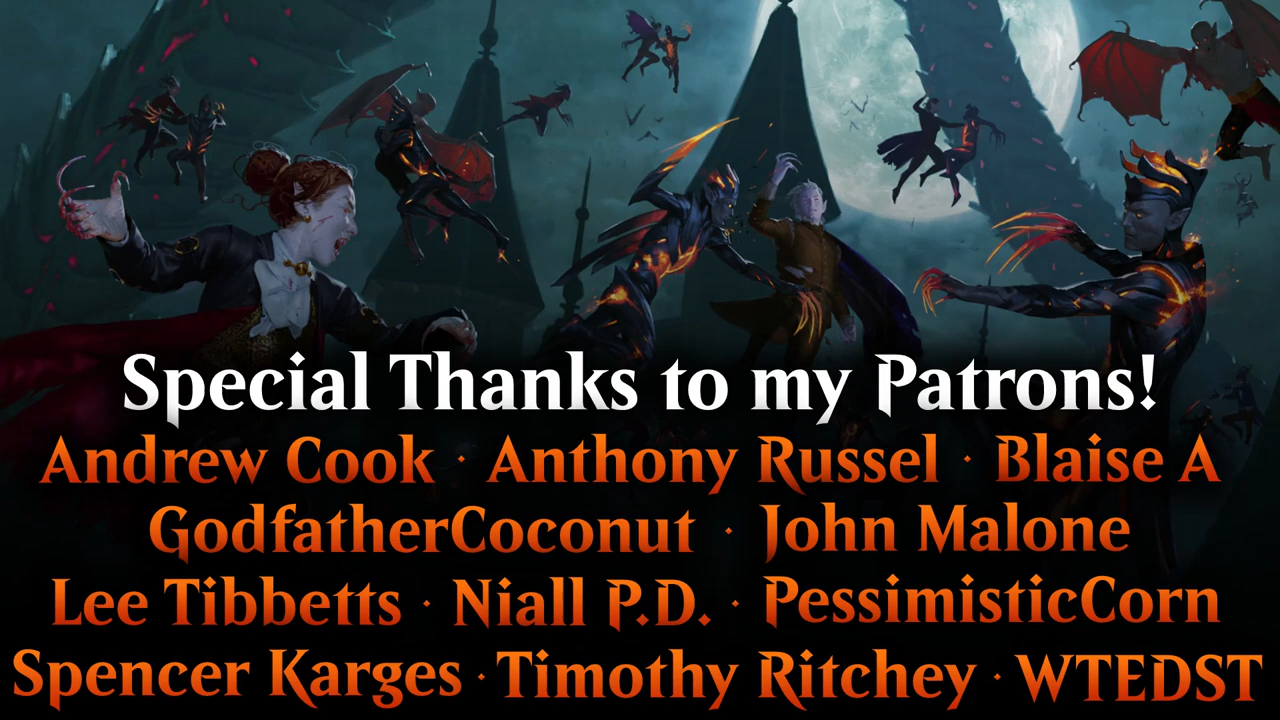 Special Thanks to my Patrons!
Andrew Cook · Anthony Russel · Blaise A
GodfatherCoconut · John Malone
Lee Tibbetts · Niall P.D. · PessimisticCorn
Spencer Karges · Timothy Ritchey · WTEDST